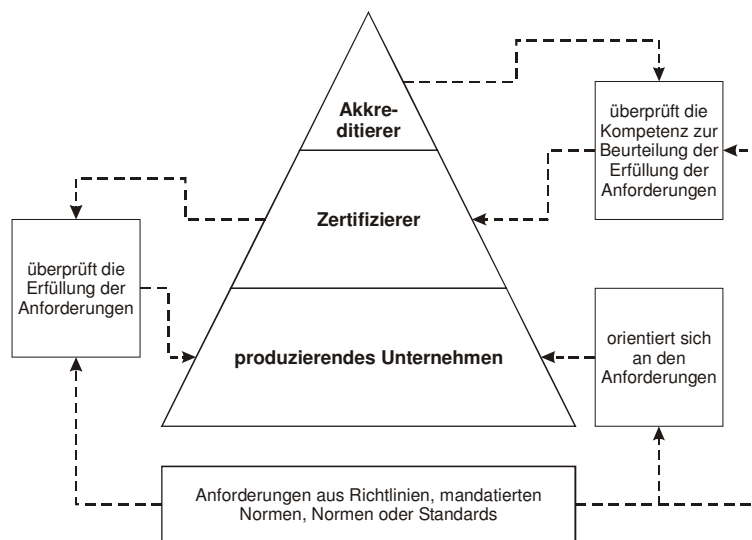 Akkre-
ditierer
überprüft die
Kompetenz zur
Beurteilung der
Erfüllung der
Anforderungen
Zertifizierer
überprüft die
Erfüllung der
Anforderungen
produzierendes Unternehmen
orientiert sich
an den
Anforderungen
Anforderungen aus Richtlinien, mandatierten
Normen, Normen oder Standards